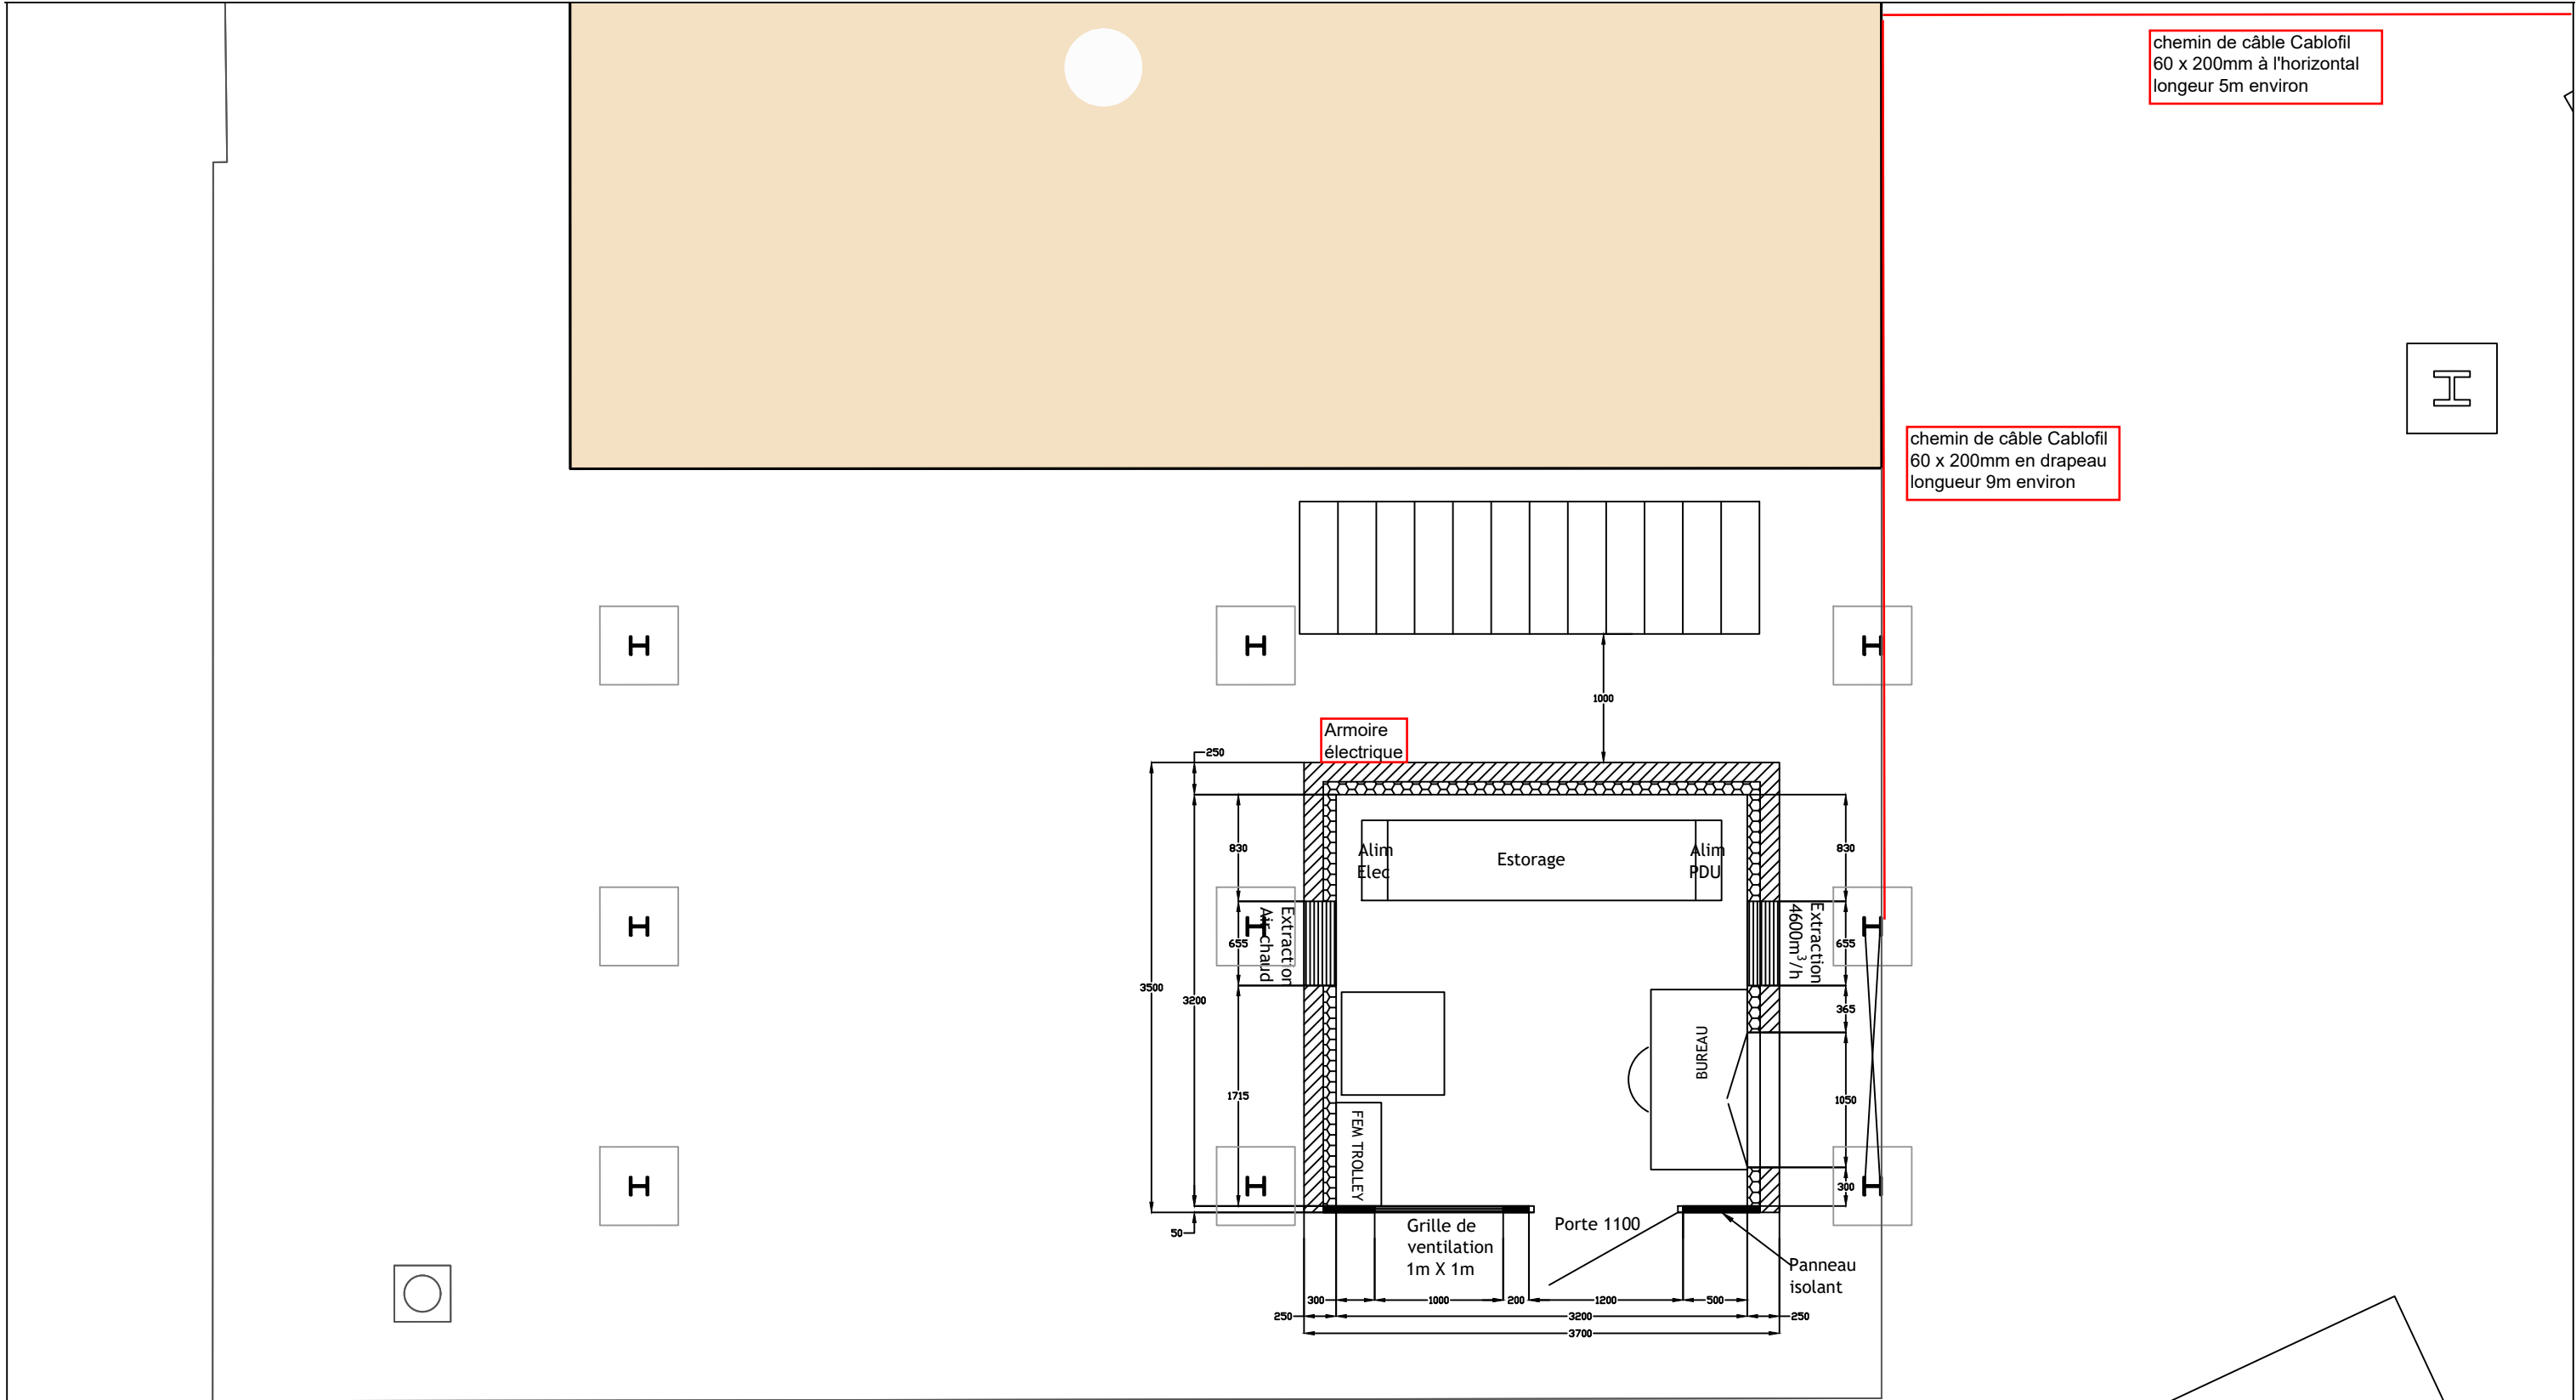 chemin de câble Cablofil
60 x 200mm à l'horizontal
longeur 5m environ
chemin de câble Cablofil
60 x 200mm en drapeau
longueur 9m environ
1000
Armoire
électrique
250
830
Alim
Elec
Estorage
Alim
PDU
830
Extraction
Air chaud
655
Extraction
4600m³/h
655
3500
3200
365
BUREAU
1715
1050
FEM TROLLEY
300
50
Grille de
ventilation
1m X 1m
Porte 1100
Panneau
isolant
300
1000
200
1200
500
250
3200
250
3700